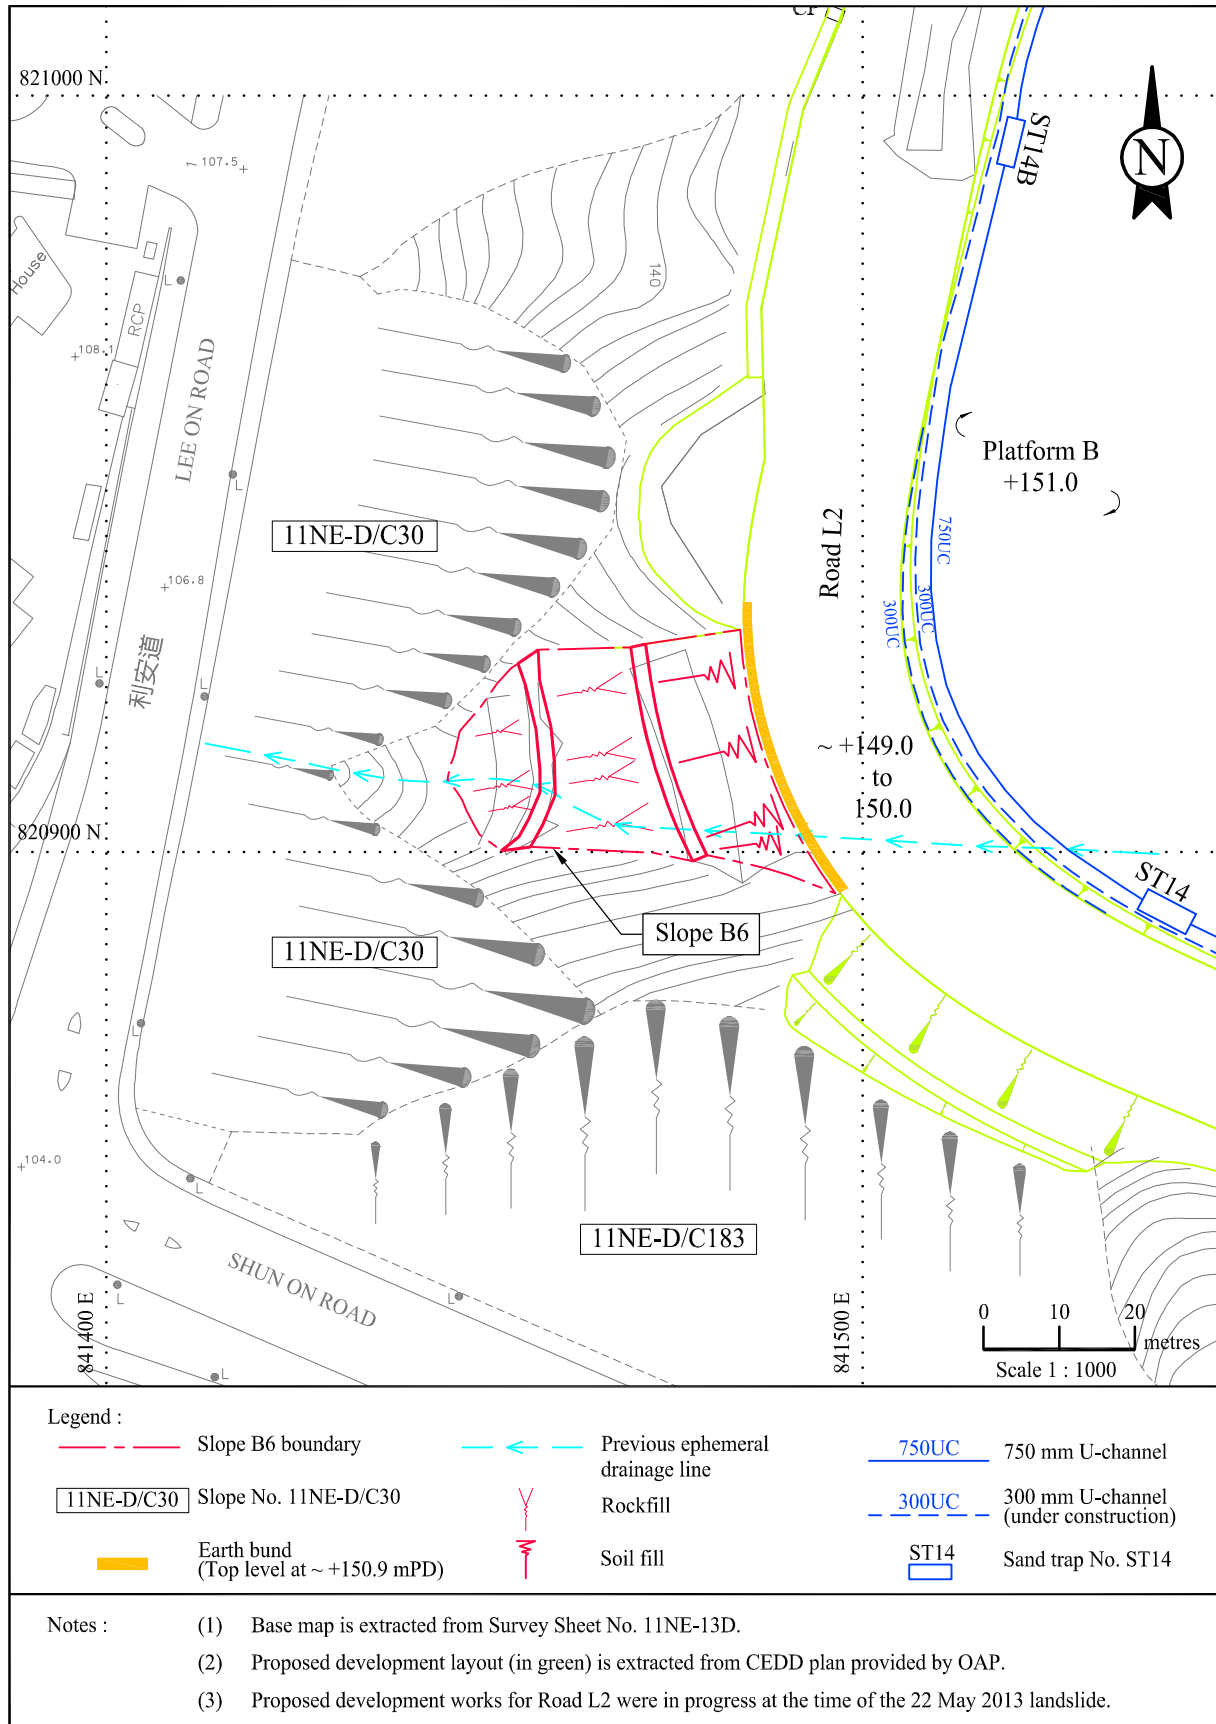 CP
821000 N
107.5
ST14B
N
House
140
RCP
108.1
LEE ON ROAD
Platform B
+151.0
11NE-D/C30
750UC
Road L2
106.8
300UC
300UC
利安道
~ +149.0
to
150.0
820900 N
ST14
Slope B6
11NE-D/C30
104.0
11NE-D/C183
SHUN ON ROAD
841400 E
841500 E
0 10 20
metres
Scale 1 : 1000
L
L
L
L
L
L
L
L
L
Legend :
Slope B6 boundary
Previous ephemeral
drainage line
750UC
750 mm U-channel
11NE-D/C30
Slope No. 11NE-D/C30
Rockfill
300UC
300 mm U-channel
(under construction)
Earth bund
(Top level at ~ +150.9 mPD)
Soil fill
ST14
Sand trap No. ST14
Notes :
(1) Base map is extracted from Survey Sheet No. 11NE-13D.
(2) Proposed development layout (in green) is extracted from CEDD plan provided by OAP.
(3) Proposed development works for Road L2 were in progress at the time of the 22 May 2013 landslide.